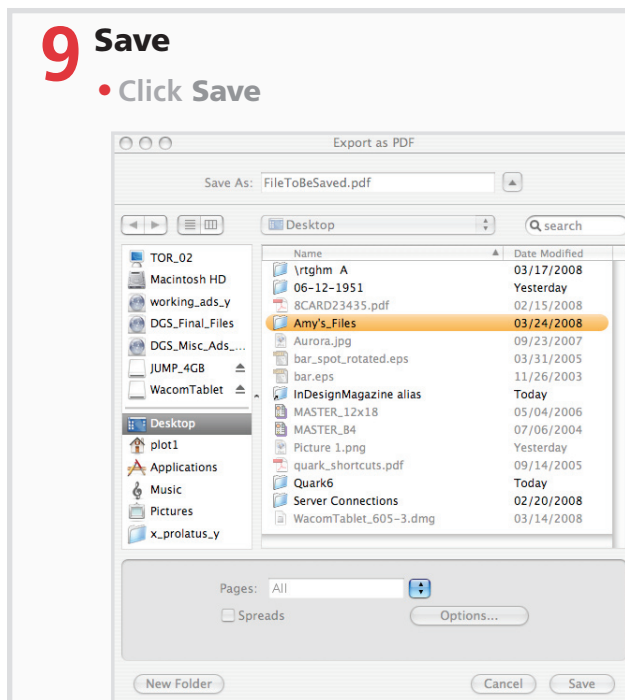 9 Save
• Click Save
Export as PDF
Save As: FileToBeSaved.pdf
Desktop
search
TOR_02
Macintosh HD
working_ads_y
DGS_Final_Files
DGS_Misc_Ads_...
JUMP_4GB
WacomTablet
Desktop
plot1
Applications
Music
Pictures
x_prolatus_y
Name Date Modified
\rtghm A 03/17/2008
06-12-1951 Yesterday
8CARD23435.pdf 02/15/2008
Amy's_Files 03/24/2008
Aurora.jpg 09/23/2007
bar_spot_rotated.eps 03/31/2005
bar.eps 11/26/2003
InDesignMagazine alias Today
MASTER_12x18 05/04/2006
MASTER_B4 07/06/2004
Picture 1.png Yesterday
quark_shortcuts.pdf 09/14/2005
Quark6 Today
Server Connections 02/20/2008
WacomTablet_605-3.dmg 03/14/2008
Pages: All
Spreads Options...
New Folder Cancel Save